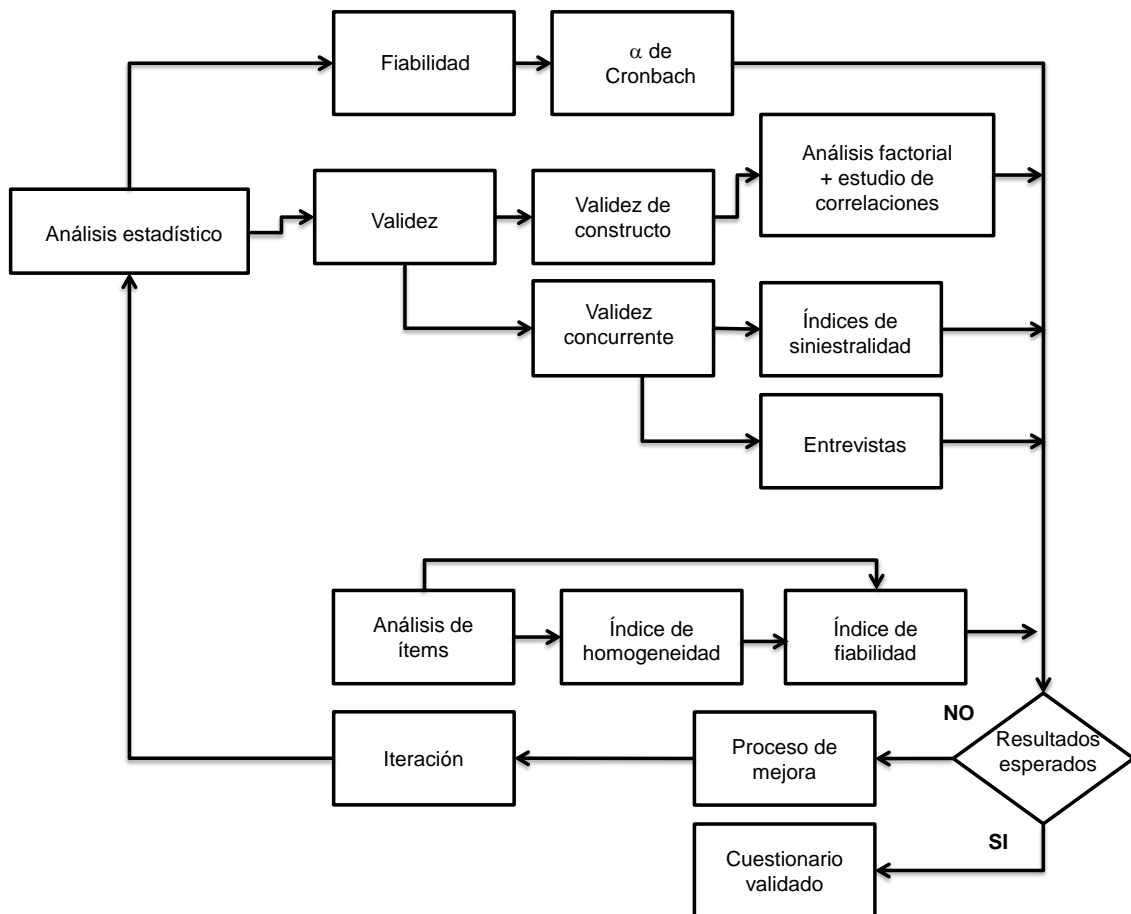 Fiabilidad
α de
Cronbach
Análisis factorial
+ estudio de
correlaciones
Análisis estadístico
Validez
Validez de
constructo
Validez
concurrente
Índices de
siniestralidad
Entrevistas
Análisis de
ítems
Índice de
homogeneidad
Índice de
fiabilidad
NO
Resultados
esperados
Proceso de
mejora
Iteración
SI
Cuestionario
validado